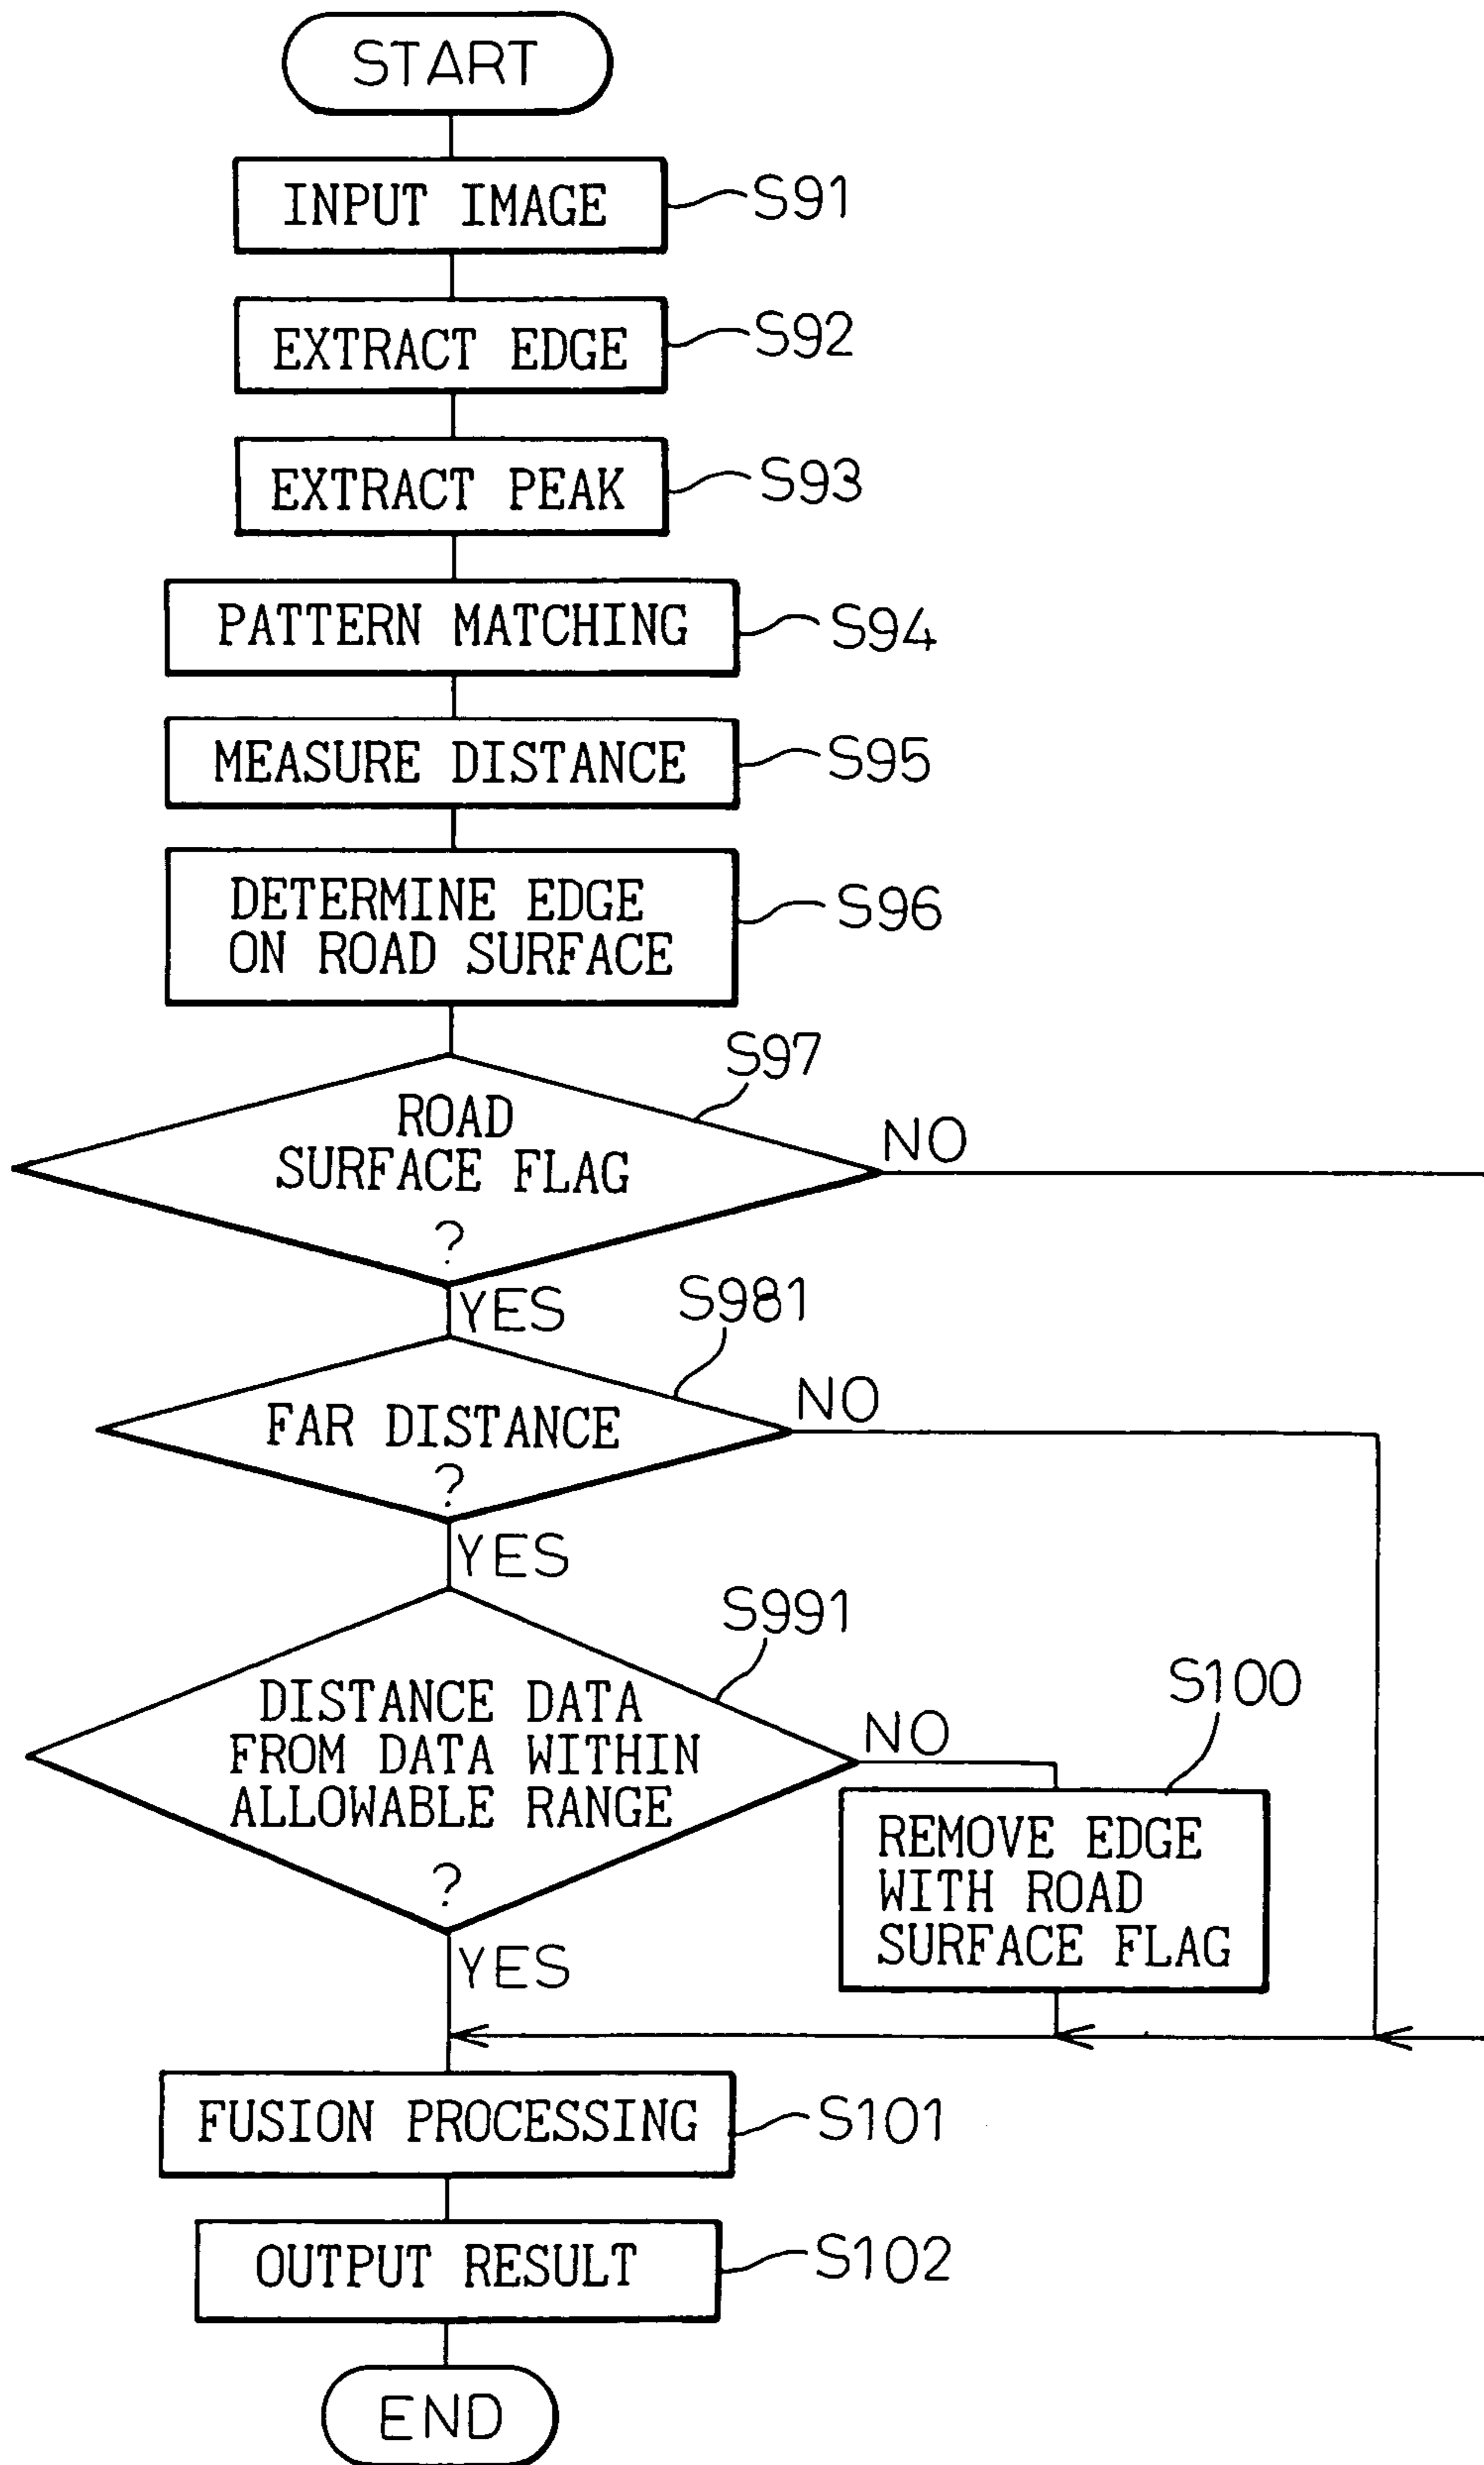 START
INPUT IMAGE
S91
EXTRACT EDGE
S92
EXTRACT PEAK
S93
PATTERN MATCHING
S94
MEASURE DISTANCE
S95
DETERMINE EDGE
ON ROAD SURFACE
S96
S97
ROAD
SURFACE FLAG
?
NO
YES
S981
FAR DISTANCE
?
NO
YES
S991
DISTANCE DATA
FROM DATA WITHIN
ALLOWABLE RANGE
?
NO
YES
S100
REMOVE EDGE
WITH ROAD
SURFACE FLAG
FUSION PROCESSING
S101
OUTPUT RESULT
S102
END